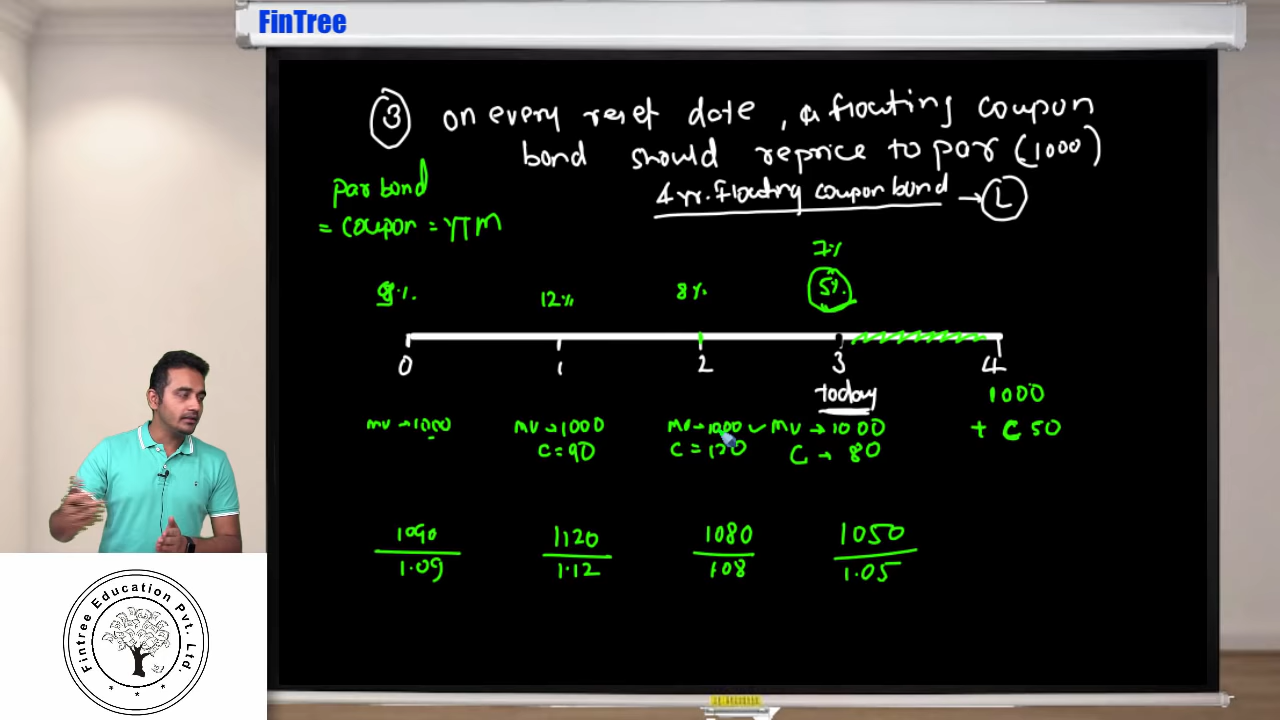 FinTree
③ on every reset date, a floating coupon
bond should reprice to par (1000)
par bond
= coupon = YTM
4 yr. floating coupon bond → L
7%
9%. 12% 8% 5%.
0 1 2 3 4
today
MV → 1000 MV → 1000 MV → 1000 ✓ MV → 1000 1000
C = 90 C = 120 C → 80 + C 50
1090 1120 1080 1050
1.09 1.12 1.08 1.05
Fintree Education Pvt. Ltd.
* * *